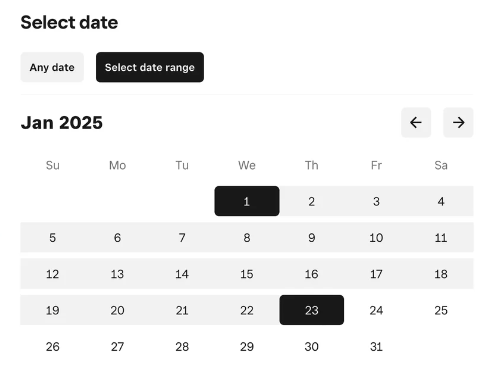 Select date
Any date Select date range
Jan 2025
Su Mo Tu We Th Fr Sa
1 2 3 4
5 6 7 8 9 10 11
12 13 14 15 16 17 18
19 20 21 22 23 24 25
26 27 28 29 30 31